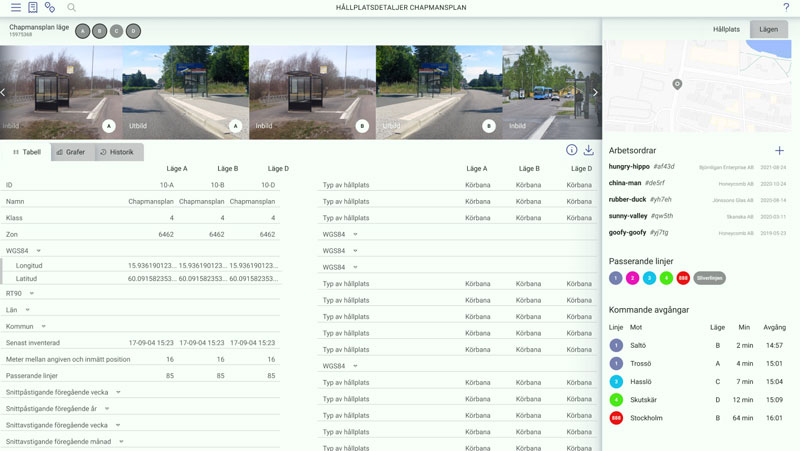 HÅLLPLATSDETALJER CHAPMANSPLAN
?
Chapmansplan läge
15975268
A B C D
Hållplats Lägen
Inbild A
Utbild A
Inbild B
Utbild B
Inbild
Tabell Grafer Historik
Läge A Läge B Läge D
ID 10-A 10-B 10-D
Namn Chapmansplan Chapmansplan Chapmansplan
Klass 4 4 4
Zon 6462 6462 6462
WGS84
Longitud 15.936190123... 15.936190123... 15.936190123...
Latitud 60.091582353... 60.091582353... 60.091582353...
RT90
Län
Kommun
Senast inventerad 17-09-04 15:23 17-09-04 15:23 17-09-04 15:23
Meter mellan angiven och inmätt position 16 16 16
Passerande linjer 85 85 85
Snittpåstigande föregående vecka
Snittpåstigande föregående år
Snittavstigande föregående vecka
Snittavstigande föregående månad
Läge A Läge B Läge D
Typ av hållplats Körbana Körbana Körbana
Typ av hållplats Körbana Körbana Körbana
Typ av hållplats Körbana Körbana Körbana
WGS84
WGS84
WGS84
Typ av hållplats Körbana Körbana Körbana
Typ av hållplats Körbana Körbana Körbana
Typ av hållplats Körbana Körbana Körbana
Typ av hållplats Körbana Körbana Körbana
Typ av hållplats Körbana Körbana Körbana
WGS84
Typ av hållplats Körbana Körbana Körbana
Typ av hållplats Körbana Körbana Körbana
Typ av hållplats Körbana Körbana Körbana
Typ av hållplats Körbana Körbana Körbana
Typ av hållplats Körbana Körbana Körbana
Arbetsordrar
hungry-hippo #af43d Björntigan Enterprise AB 2021-08-24
china-man #de5rf Honeycomb AB 2020-10-24
rubber-duck #yh7eh Jönssons Glas AB 2020-08-14
sunny-valley #qw5th Skanska AB 2020-03-11
goofy-goofy #yj7tg Honeycomb AB 2019-05-23
Passerande linjer
1 2 3 4 888 Silverlinjen
Kommande avgångar
Linje Mot Läge Min Avgång
1 Saltö B 2 min 14:57
1 Trossö A 4 min 15:01
3 Hasslö C 7 min 15:04
4 Skutskär D 12 min 15:09
888 Stockholm B 64 min 16:01